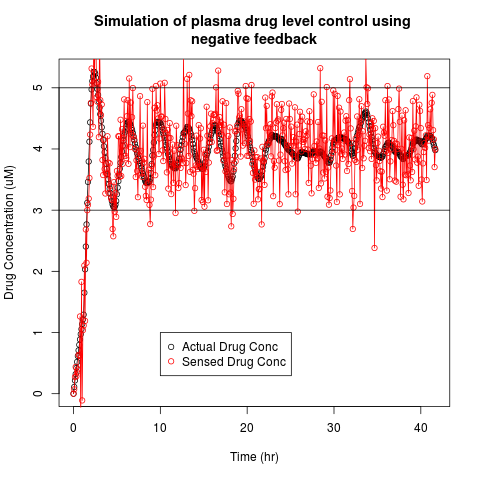 Simulation of plasma drug level control using
negative feedback
Drug Concentration (uM)
5
4
3
2
1
0
Actual Drug Conc
Sensed Drug Conc
0 10 20 30 40
Time (hr)